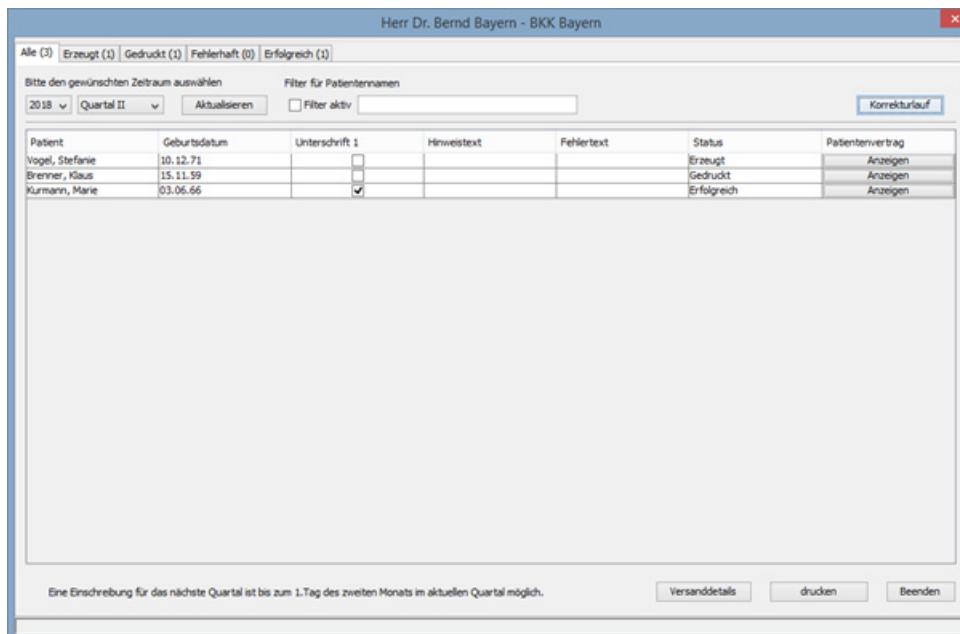 Herr Dr. Bernd Bayern - BKK Bayern
Alle (3) Erzeugt (1) Gedruckt (1) Fehlerhaft (0) Erfolgreich (1)
Bitte den gewünschten Zeitraum auswählen Filter für Patientennamen
2018 Quartal II Aktualisieren Filter aktiv Korrekturlauf
Patient Geburtsdatum Unterschrift 1 Hinweistext Fehlertext Status Patientenvertrag
Vogel, Stefanie 10.12.71 Erzeugt Anzeigen
Brenner, Klaus 15.11.59 Gedruckt Anzeigen
Kurmann, Marie 03.06.66 Erfolgreich Anzeigen
Eine Einschreibung für das nächste Quartal ist bis zum 1.Tag des zweiten Monats im aktuellen Quartal möglich. Versanddetails drucken Beenden